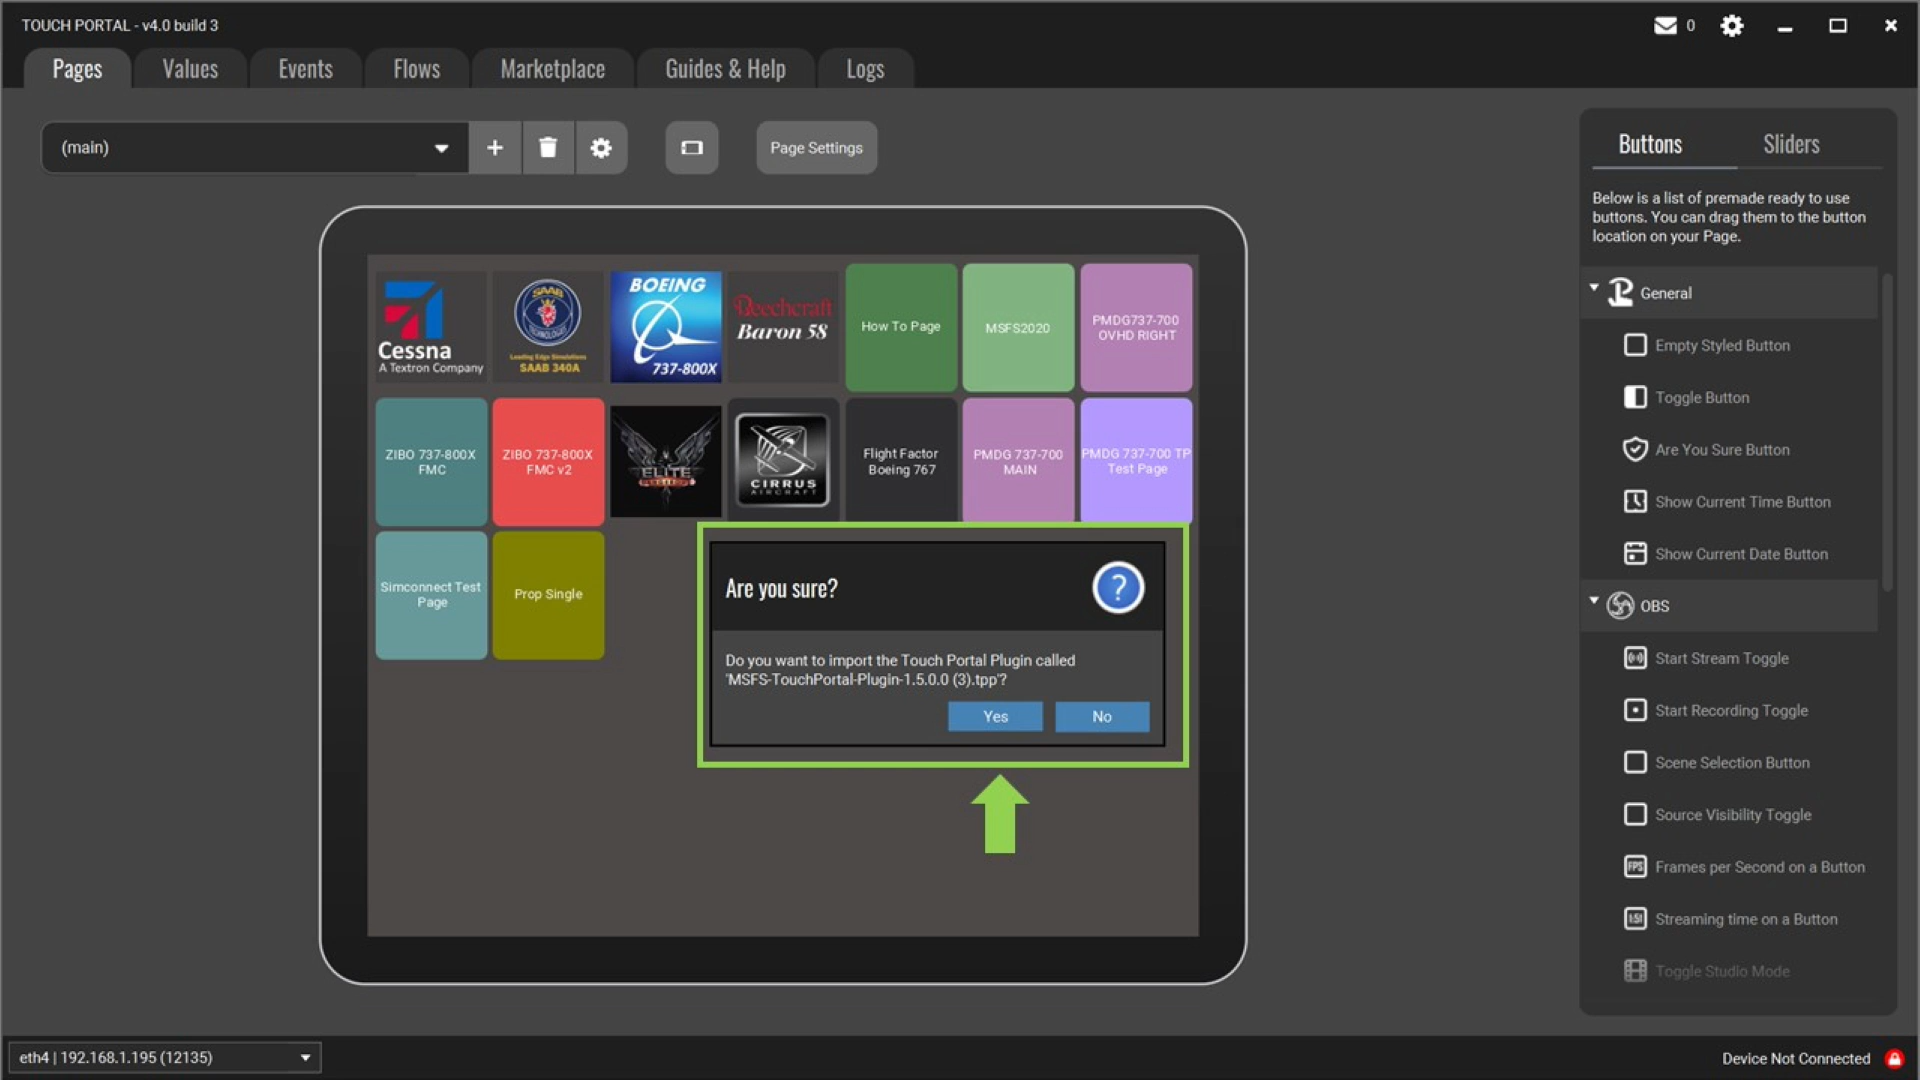 TOUCH PORTAL - v4.0 build 3
0
Pages
Values
Events
Flows
Marketplace
Guides & Help
Logs
(main)
Page Settings
Cessna
A Textron Company
SAAB
TECHNOLOGIES
Leading Edge Simulations
SAAB 340A
BOEING
737-800X
Beechcraft
Baron 58
How To Page
MSFS2020
PMDG737-700
OVHD RIGHT
ZIBO 737-800X
FMC
ZIBO 737-800X
FMC v2
ELITE
CIRRUS
AIRCRAFT
Flight Factor
Boeing 767
PMDG 737-700
MAIN
PMDG 737-700 TP
Test Page
Simconnect Test
Page
Prop Single
Are you sure?
?
Do you want to import the Touch Portal Plugin called
'MSFS-TouchPortal-Plugin-1.5.0.0 (3).tpp'?
Yes
No
Buttons
Sliders
Below is a list of premade ready to use
buttons. You can drag them to the button
location on your Page.
General
Empty Styled Button
Toggle Button
Are You Sure Button
Show Current Time Button
Show Current Date Button
OBS
Start Stream Toggle
Start Recording Toggle
Scene Selection Button
Source Visibility Toggle
FPS
Frames per Second on a Button
1:51
Streaming time on a Button
Toggle Studio Mode
eth4 | 192.168.1.195 (12135)
Device Not Connected